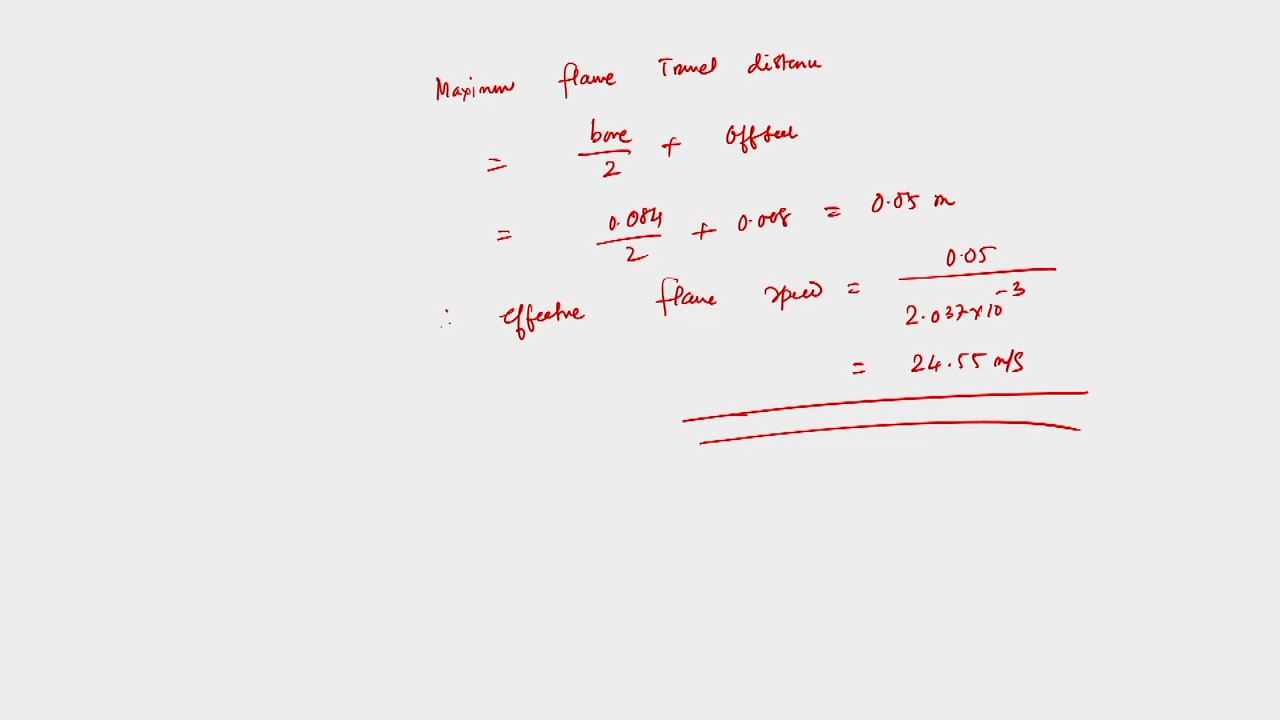 Maximum flame Travel distance
= bore/2 + offset
= 0.084/2 + 0.008 = 0.05 m
∴ effective flame speed = 0.05/2.037×10⁻³
= 24.55 m/s